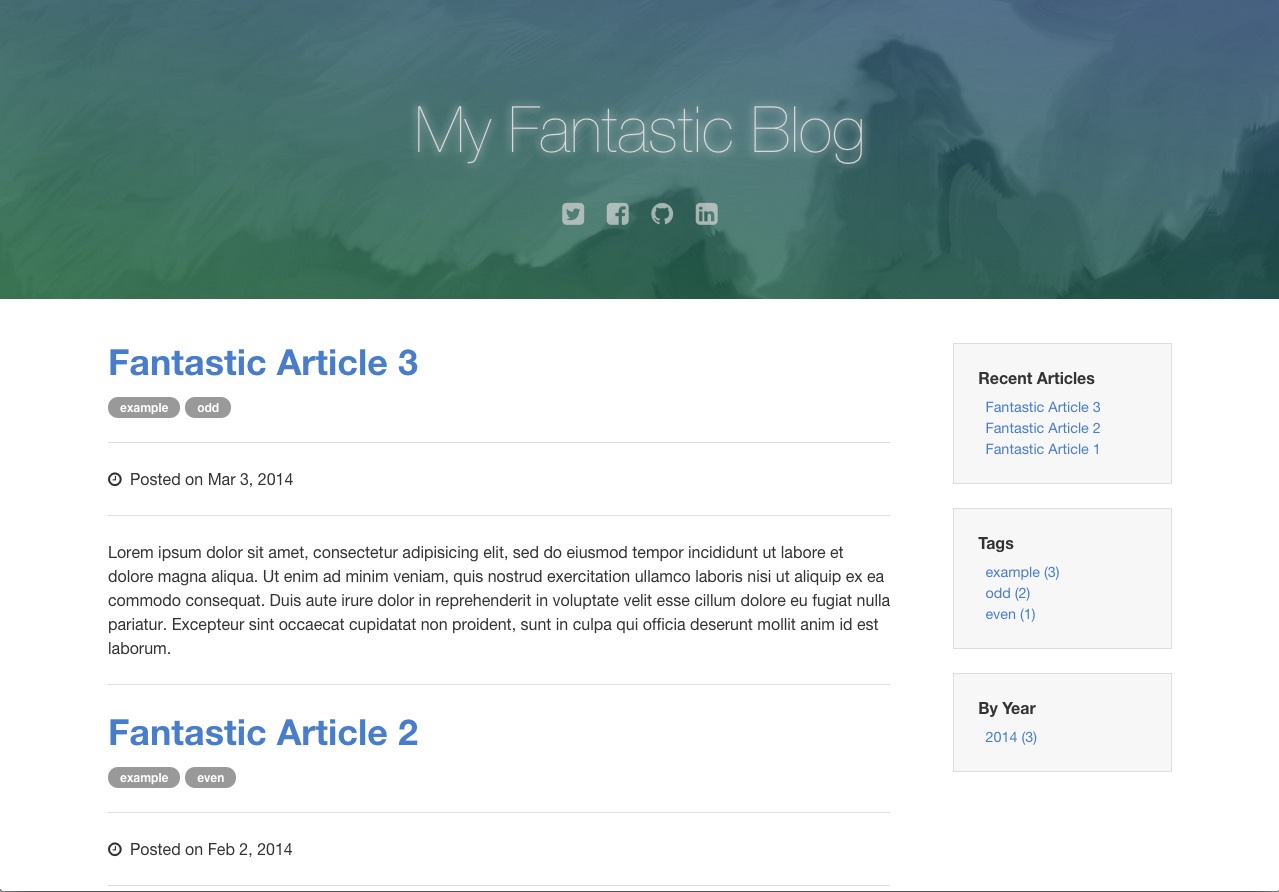 My Fantastic Blog
Fantastic Article 3
example odd
Posted on Mar 3, 2014
Lorem ipsum dolor sit amet, consectetur adipisicing elit, sed do eiusmod tempor incididunt ut labore et
dolore magna aliqua. Ut enim ad minim veniam, quis nostrud exercitation ullamco laboris nisi ut aliquip ex ea
commodo consequat. Duis aute irure dolor in reprehenderit in voluptate velit esse cillum dolore eu fugiat nulla
pariatur. Excepteur sint occaecat cupidatat non proident, sunt in culpa qui officia deserunt mollit anim id est
laborum.
Fantastic Article 2
example even
Posted on Feb 2, 2014
Recent Articles
Fantastic Article 3
Fantastic Article 2
Fantastic Article 1
Tags
example (3)
odd (2)
even (1)
By Year
2014 (3)